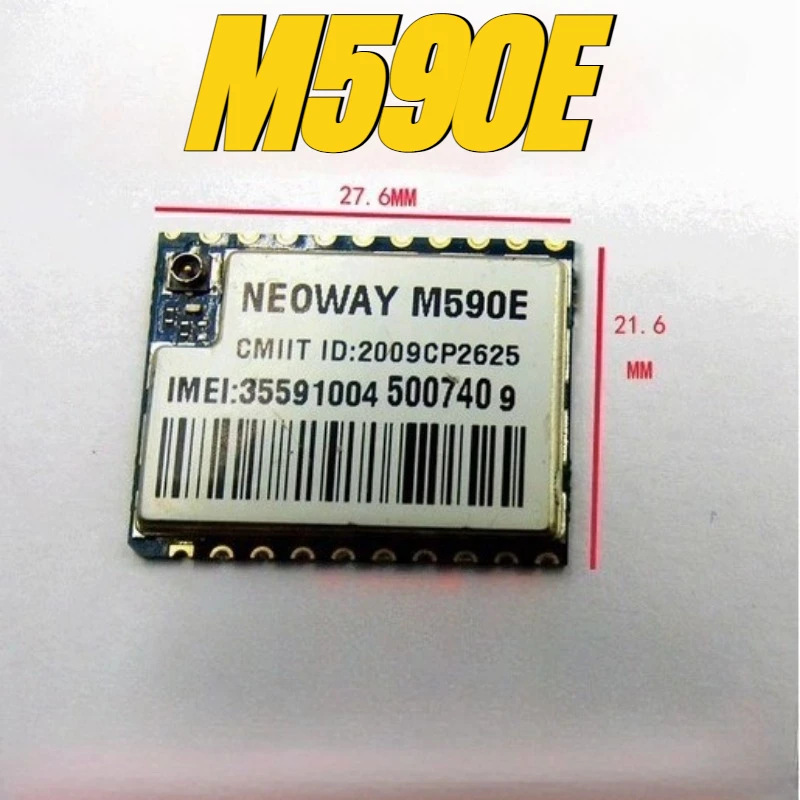 M590E
27.6MM
NEOWAY M590E
CMIIT ID:2009CP2625
IMEI:35591004 500740 9
21.6
MM